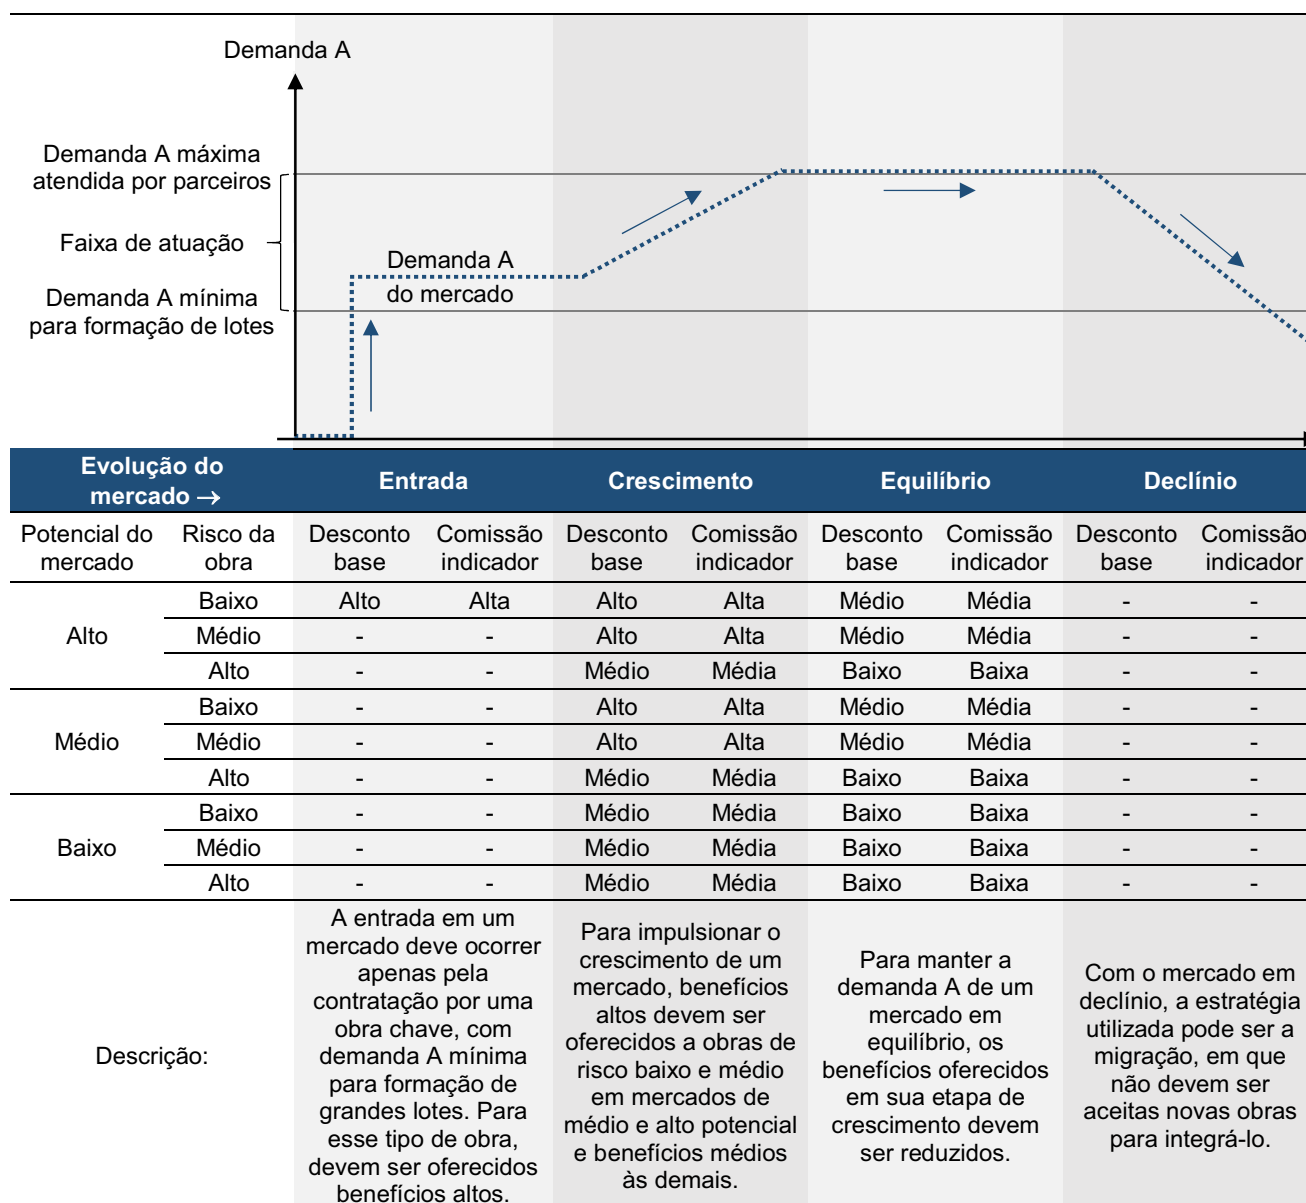 Demanda A
Demanda A máxima
atendida por parceiros
Faixa de atuação
Demanda A
do mercado
Demanda A mínima
para formação de lotes
Evolução do
mercado →
Entrada
Crescimento
Equilíbrio
Declínio
Potencial do
mercado
Risco da
obra
Desconto
base
Comissão
indicador
Desconto
base
Comissão
indicador
Desconto
base
Comissão
indicador
Desconto
base
Comissão
indicador
Alto
Baixo Alto Alta Alto Alta Médio Média - -
Médio - - Alto Alta Médio Média - -
Alto - - Médio Média Baixo Baixa - -
Médio
Baixo - - Alto Alta Médio Média - -
Médio - - Alto Alta Médio Média - -
Alto - - Médio Média Baixo Baixa - -
Baixo
Baixo - - Médio Média Baixo Baixa - -
Médio - - Médio Média Baixo Baixa - -
Alto - - Médio Média Baixo Baixa - -
Descrição:
A entrada em um
mercado deve ocorrer
apenas pela
contratação por uma
obra chave, com
demanda A mínima
para formação de
grandes lotes. Para
esse tipo de obra,
devem ser oferecidos
benefícios altos.
Para impulsionar o
crescimento de um
mercado, benefícios
altos devem ser
oferecidos a obras de
risco baixo e médio
em mercados de
médio e alto potencial
e benefícios médios
às demais.
Para manter a
demanda A de um
mercado em
equilíbrio, os
benefícios oferecidos
em sua etapa de
crescimento devem
ser reduzidos.
Com o mercado em
declínio, a estratégia
utilizada pode ser a
migração, em que
não devem ser
aceitas novas obras
para integrá-lo.